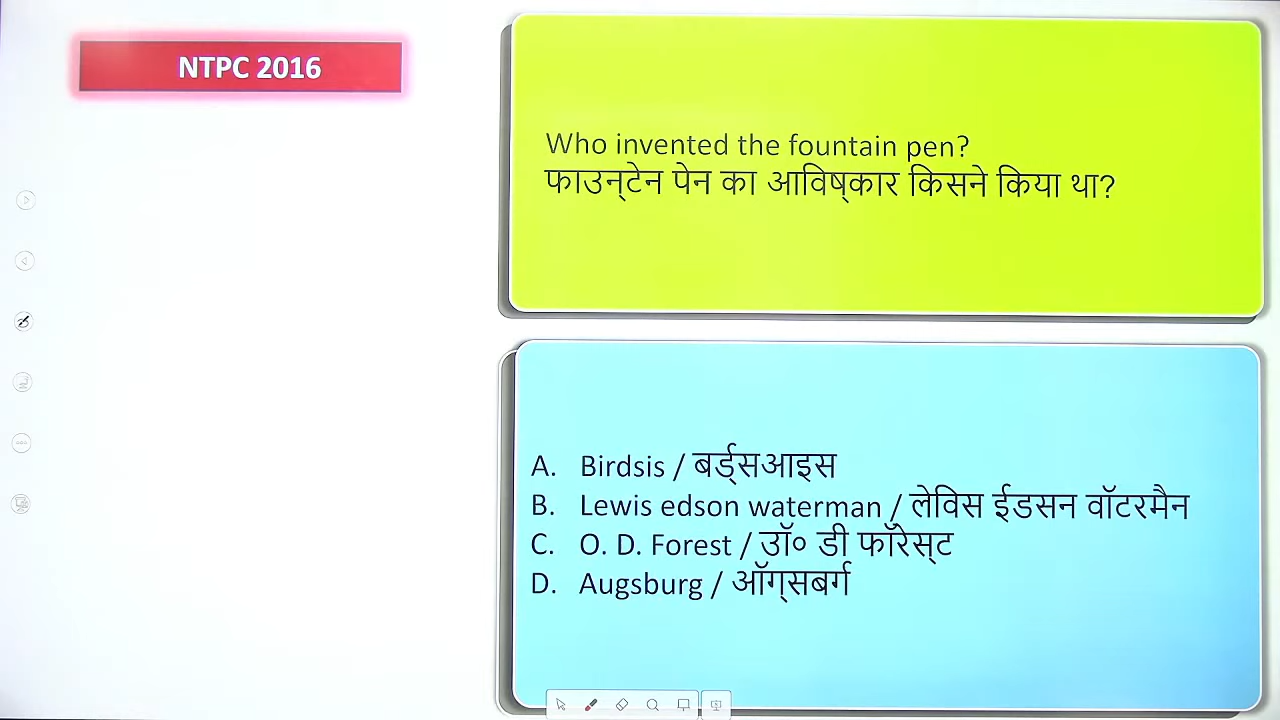 NTPC 2016
Who invented the fountain pen?
फाउन्टेन पेन का आविष्कार किसने किया था?
A. Birdsis / बर्ड्सआइस
B. Lewis edson waterman / लेविस ईडसन वॉटरमैन
C. O. D. Forest / उॉ० डी फॉरेस्ट
D. Augsburg / ऑग्सबर्ग